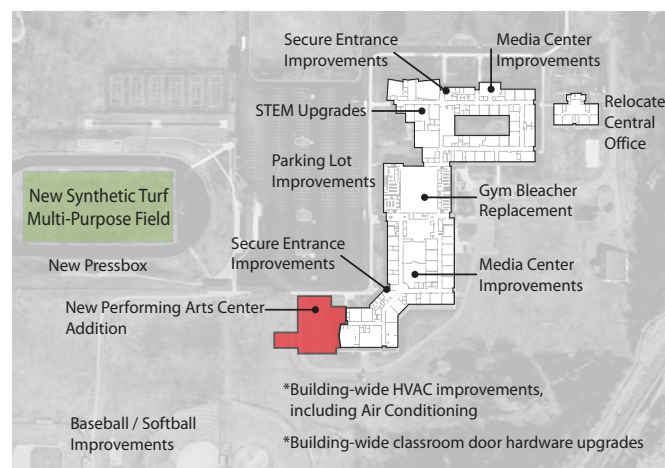 Secure Entrance
Improvements
Media Center
Improvements
STEM Upgrades
Relocate
Central
Office
Parking Lot
Improvements
New Synthetic Turf
Multi-Purpose Field
Gym Bleacher
Replacement
New Pressbox
Secure Entrance
Improvements
Media Center
Improvements
New Performing Arts Center
Addition
*Building-wide HVAC improvements,
including Air Conditioning
Baseball / Softball
Improvements
*Building-wide classroom door hardware upgrades